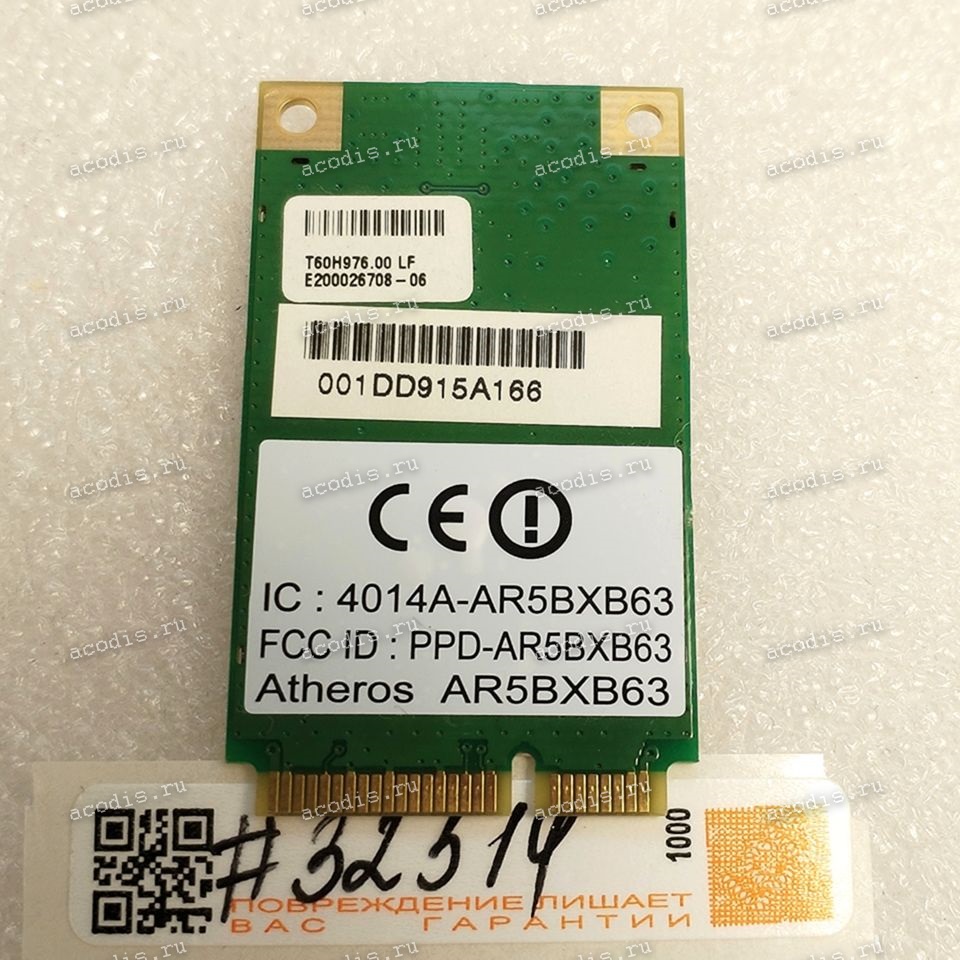 T60H976.00 LF
E200026708-06
001DD915A166
CE
IC : 4014A-AR5BXB63
FCC ID : PPD-AR5BXB63
Atheros AR5BXB63
#32514
1000
ПОВРЕЖДЕНИЕ ЛИШАЕТ
ВАС ГАРАНТИИ
acodis.ru